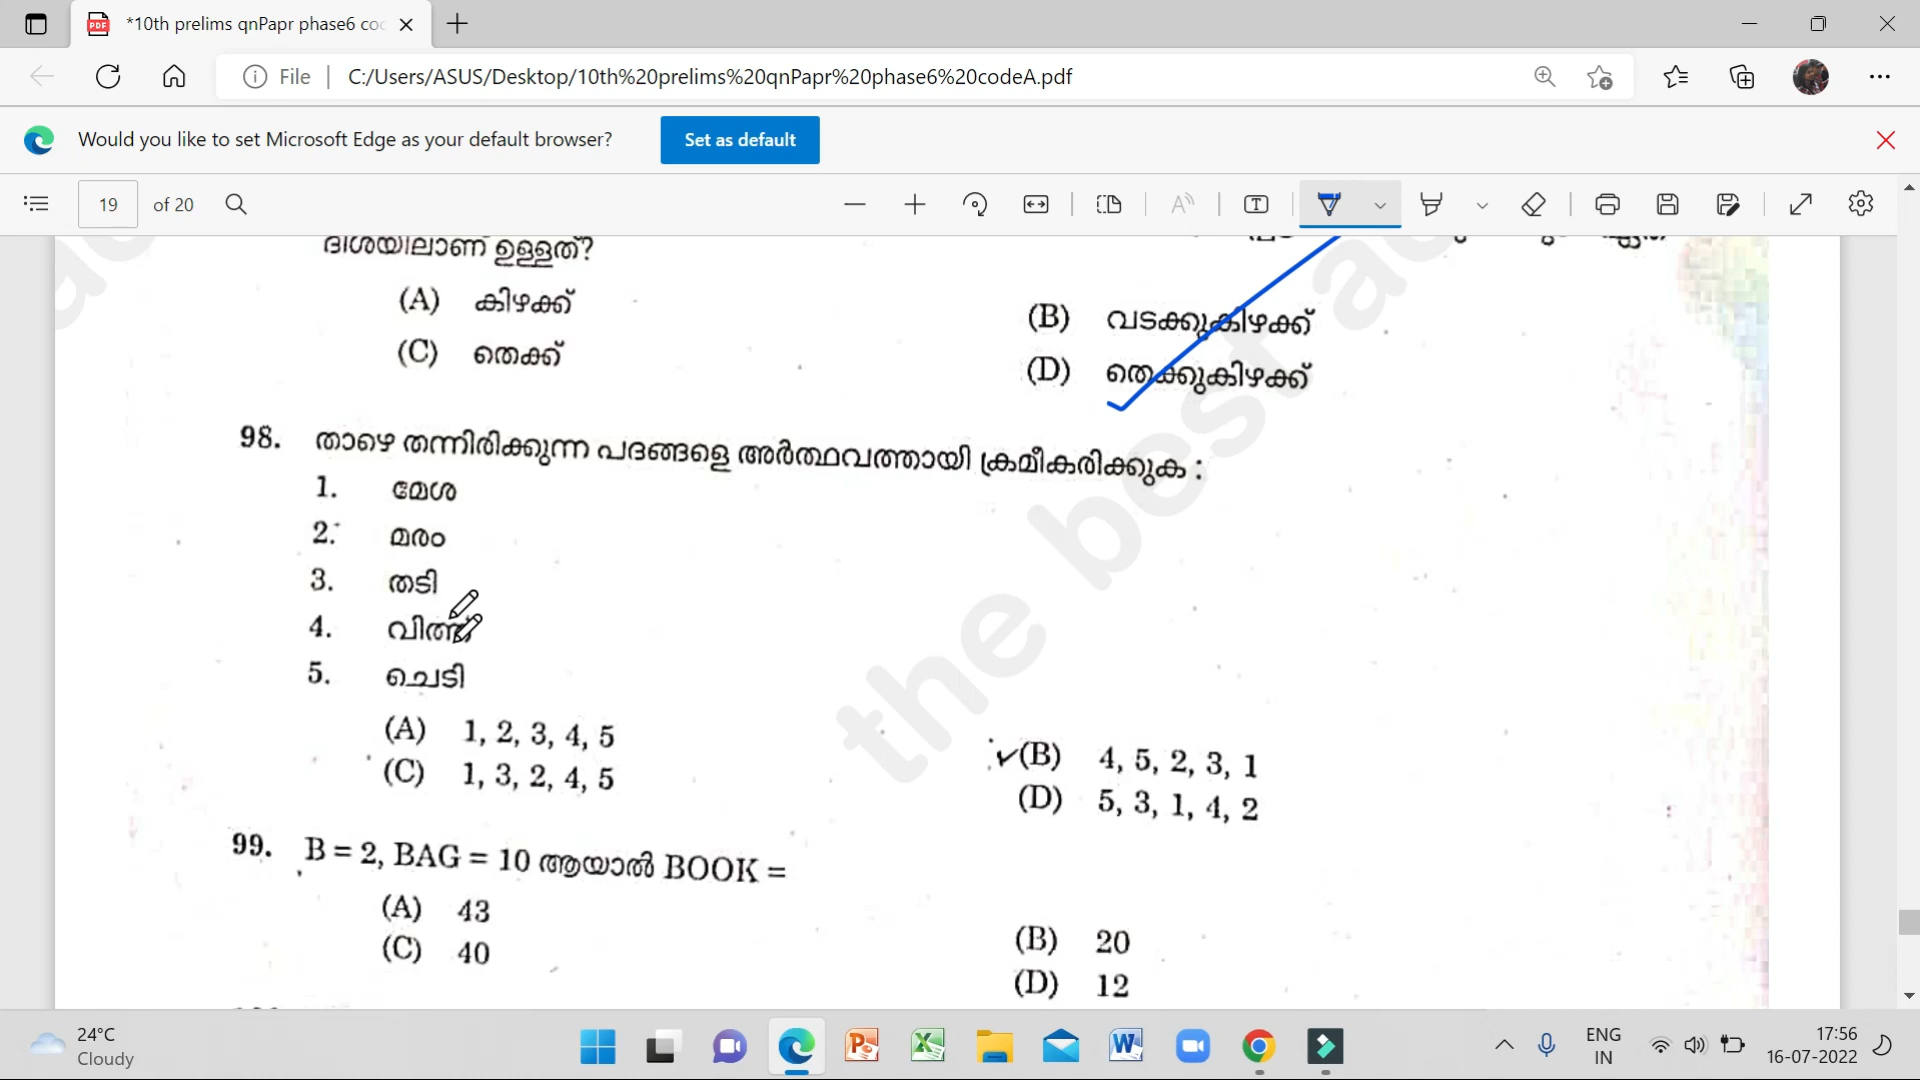 *10th prelims qnPapr phase6 co
File | C:/Users/ASUS/Desktop/10th%20prelims%20qnPapr%20phase6%20codeA.pdf
Would you like to set Microsoft Edge as your default browser? Set as default
19 of 20
ദിശയിലാണ് ഉള്ളത്?
(A) കിഴക്ക്
(B) വടക്കുകിഴക്ക്
(C) തെക്ക്
(D) തെക്കുകിഴക്ക്
98. താഴെ തന്നിരിക്കുന്ന പദങ്ങളെ അർത്ഥവത്തായി ക്രമീകരിക്കുക :
1. മേശ
2. മരം
3. തടി
4. വിത്ത്
5. ചെടി
(A) 1, 2, 3, 4, 5
(B) 4, 5, 2, 3, 1
(C) 1, 3, 2, 4, 5
(D) 5, 3, 1, 4, 2
99. B = 2, BAG = 10 ആയാൽ BOOK =
(A) 43
(B) 20
(C) 40
(D) 12
the best
24°C
Cloudy
ENG
IN
17:56
16-07-2022